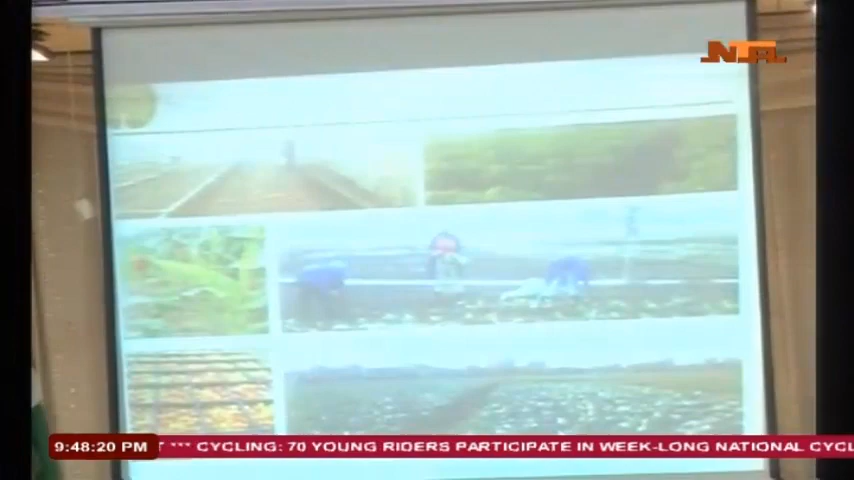 NTA
9:48:20 PM
T *** CYCLING: 70 YOUNG RIDERS PARTICIPATE IN WEEK-LONG NATIONAL CYCL